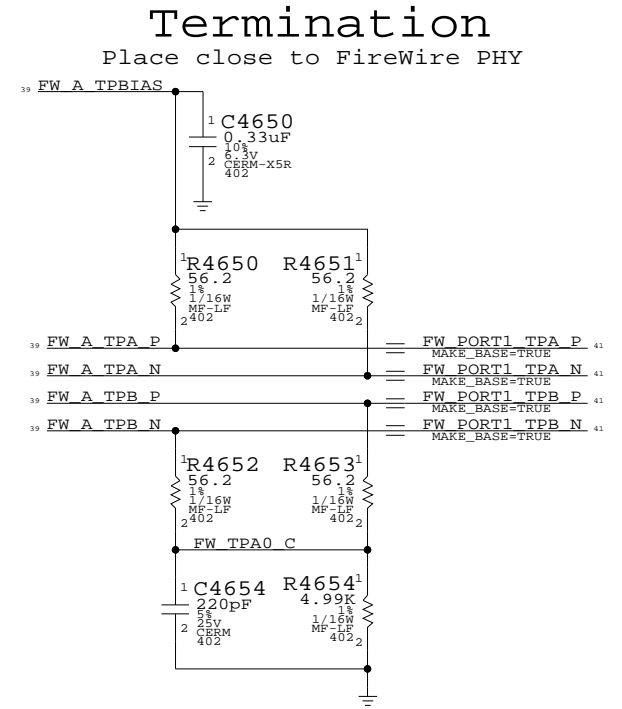 Termination
Place close to FireWire PHY
39 FW_A_TPBIAS
1 C4650
0.33uF
10%
6.3V
2 CERM-X5R
402
1 R4650
56.2
1%
1/16W
MF-LF
2 402
R4651 1
56.2
1%
1/16W
MF-LF
402 2
39 FW_A_TPA_P
FW_PORT1_TPA_P 41
MAKE_BASE=TRUE
39 FW_A_TPA_N
FW_PORT1_TPA_N 41
MAKE_BASE=TRUE
39 FW_A_TPB_P
FW_PORT1_TPB_P 41
MAKE_BASE=TRUE
39 FW_A_TPB_N
FW_PORT1_TPB_N 41
MAKE_BASE=TRUE
1 R4652
56.2
1%
1/16W
MF-LF
2 402
R4653 1
56.2
1%
1/16W
MF-LF
402 2
FW_TPA0_C
1 C4654
220pF
5%
25V
2 CERM
402
R4654 1
4.99K
1%
1/16W
MF-LF
402 2